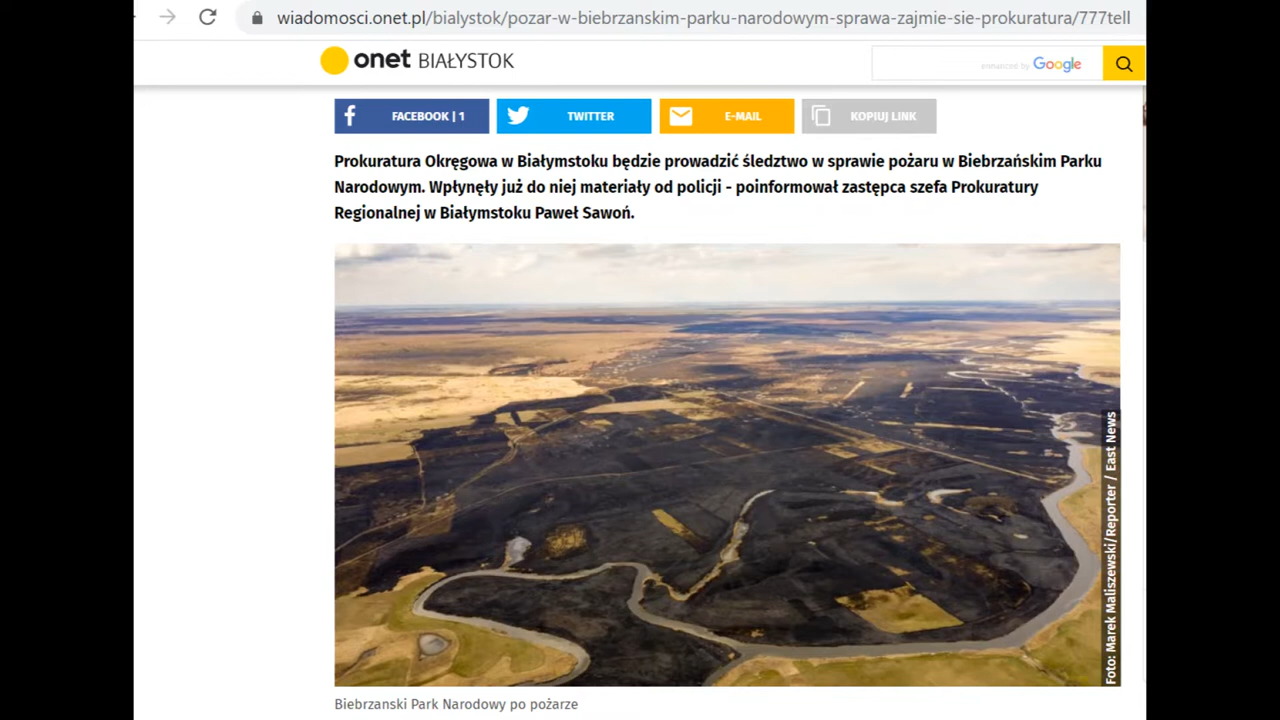 wiadomosci.onet.pl/bialystok/pozar-w-biebrzanskim-parku-narodowym-sprawa-zajmie-sie-prokuratura/777tell
onet BIAŁYSTOK
enhanced by Google
FACEBOOK | 1
TWITTER
E-MAIL
KOPIUJ LINK
Prokuratura Okręgowa w Białymstoku będzie prowadzić śledztwo w sprawie pożaru w Biebrzańskim Parku
Narodowym. Wpłynęły już do niej materiały od policji - poinformował zastępca szefa Prokuratury
Regionalnej w Białymstoku Paweł Sawoń.
Foto: Marek Maliszewski/Reporter / East News
Biebrzanski Park Narodowy po pożarze